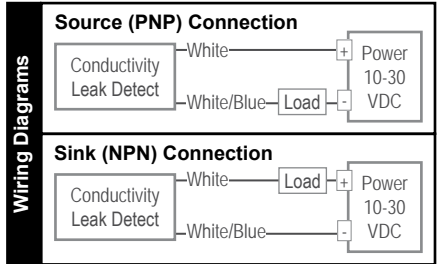 Wiring Diagrams
Source (PNP) Connection
Conductivity
Leak Detect
White
White/Blue
Load
+
-
Power
10-30
VDC
Sink (NPN) Connection
Conductivity
Leak Detect
White
Load
White/Blue
+
-
Power
10-30
VDC